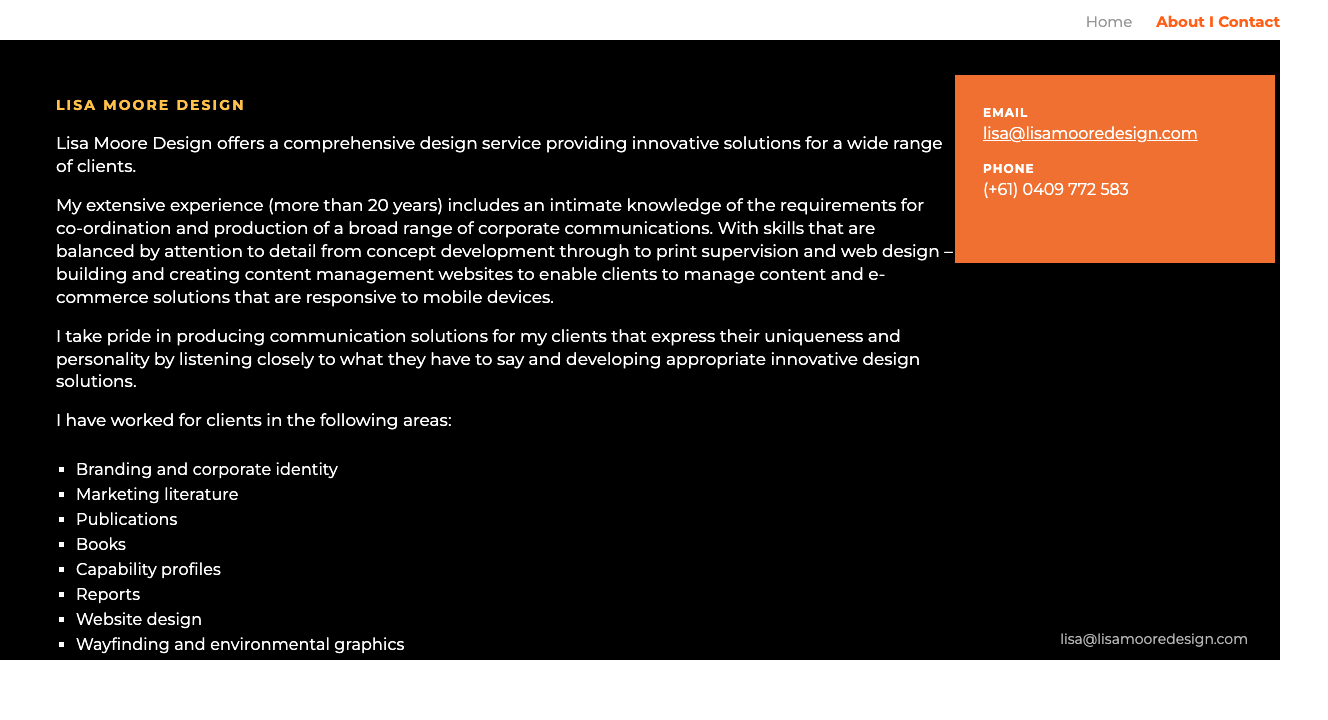 Home About I Contact
LISA MOORE DESIGN
Lisa Moore Design offers a comprehensive design service providing innovative solutions for a wide range
of clients.
My extensive experience (more than 20 years) includes an intimate knowledge of the requirements for
co-ordination and production of a broad range of corporate communications. With skills that are
balanced by attention to detail from concept development through to print supervision and web design –
building and creating content management websites to enable clients to manage content and e-
commerce solutions that are responsive to mobile devices.
I take pride in producing communication solutions for my clients that express their uniqueness and
personality by listening closely to what they have to say and developing appropriate innovative design
solutions.
I have worked for clients in the following areas:
▪ Branding and corporate identity
▪ Marketing literature
▪ Publications
▪ Books
▪ Capability profiles
▪ Reports
▪ Website design
▪ Wayfinding and environmental graphics
EMAIL
lisa@lisamooredesign.com
PHONE
(+61) 0409 772 583
lisa@lisamooredesign.com